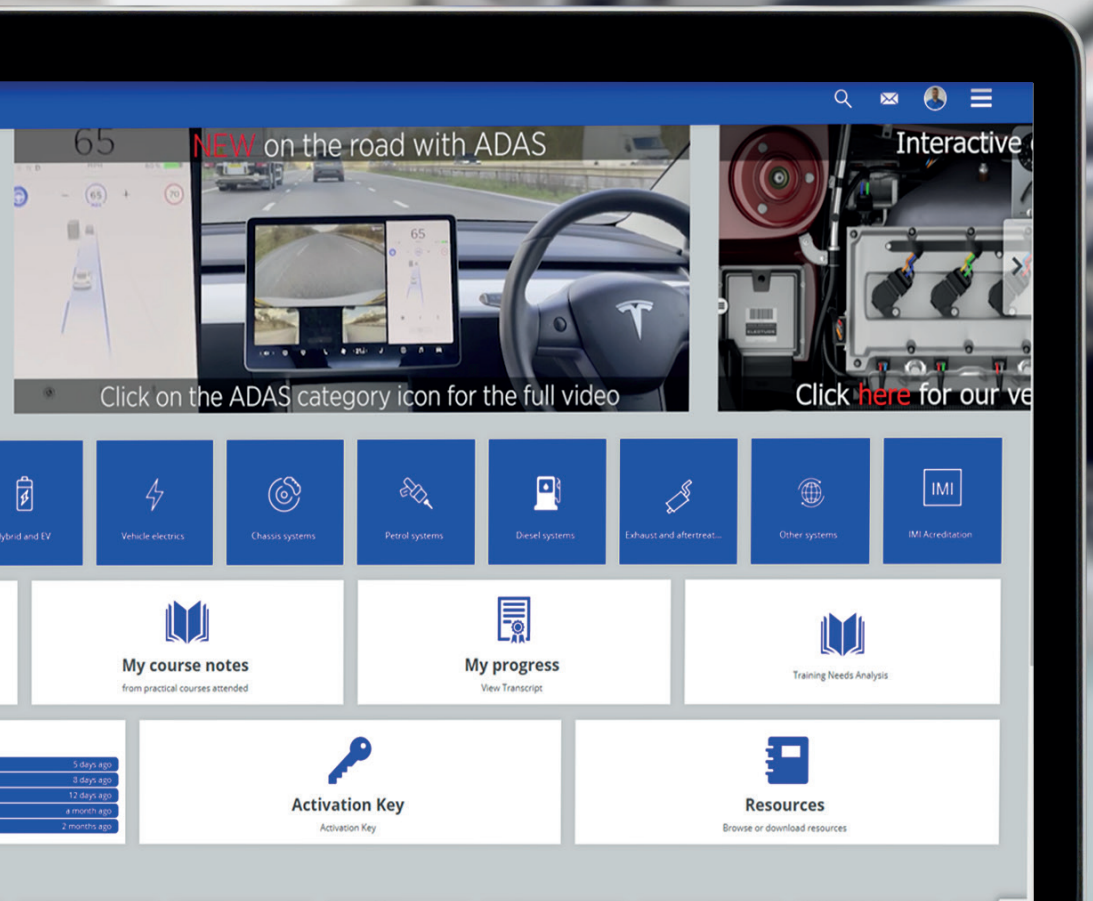 65
NEW on the road with ADAS
Interactive
65
70
65
Click on the ADAS category icon for the full video
Click here for our ve
ybrid and EV
Vehicle electrics
Chassis systems
Petrol systems
Diesel systems
Exhaust and aftertreat...
Other systems
IMI
IMI Acreditation
My course notes
from practical courses attended
My progress
View Transcript
Training Needs Analysis
5 days ago
8 days ago
12 days ago
a month ago
2 months ago
Activation Key
Activation Key
Resources
Browse or download resources